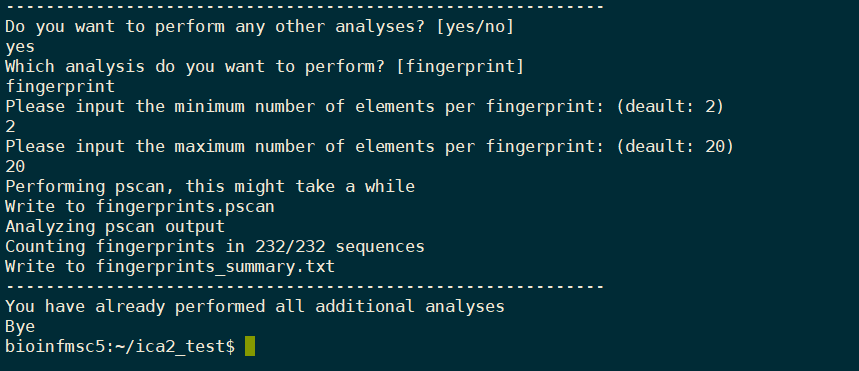 ------------------------------------------------------------
Do you want to perform any other analyses? [yes/no]
yes
Which analysis do you want to perform? [fingerprint]
fingerprint
Please input the minimum number of elements per fingerprint: (deault: 2)
2
Please input the maximum number of elements per fingerprint: (deault: 20)
20
Performing pscan, this might take a while
Write to fingerprints.pscan
Analyzing pscan output
Counting fingerprints in 232/232 sequences
Write to fingerprints_summary.txt
------------------------------------------------------------
You have already performed all additional analyses
Bye
bioinfmsc5:~/ica2_test$